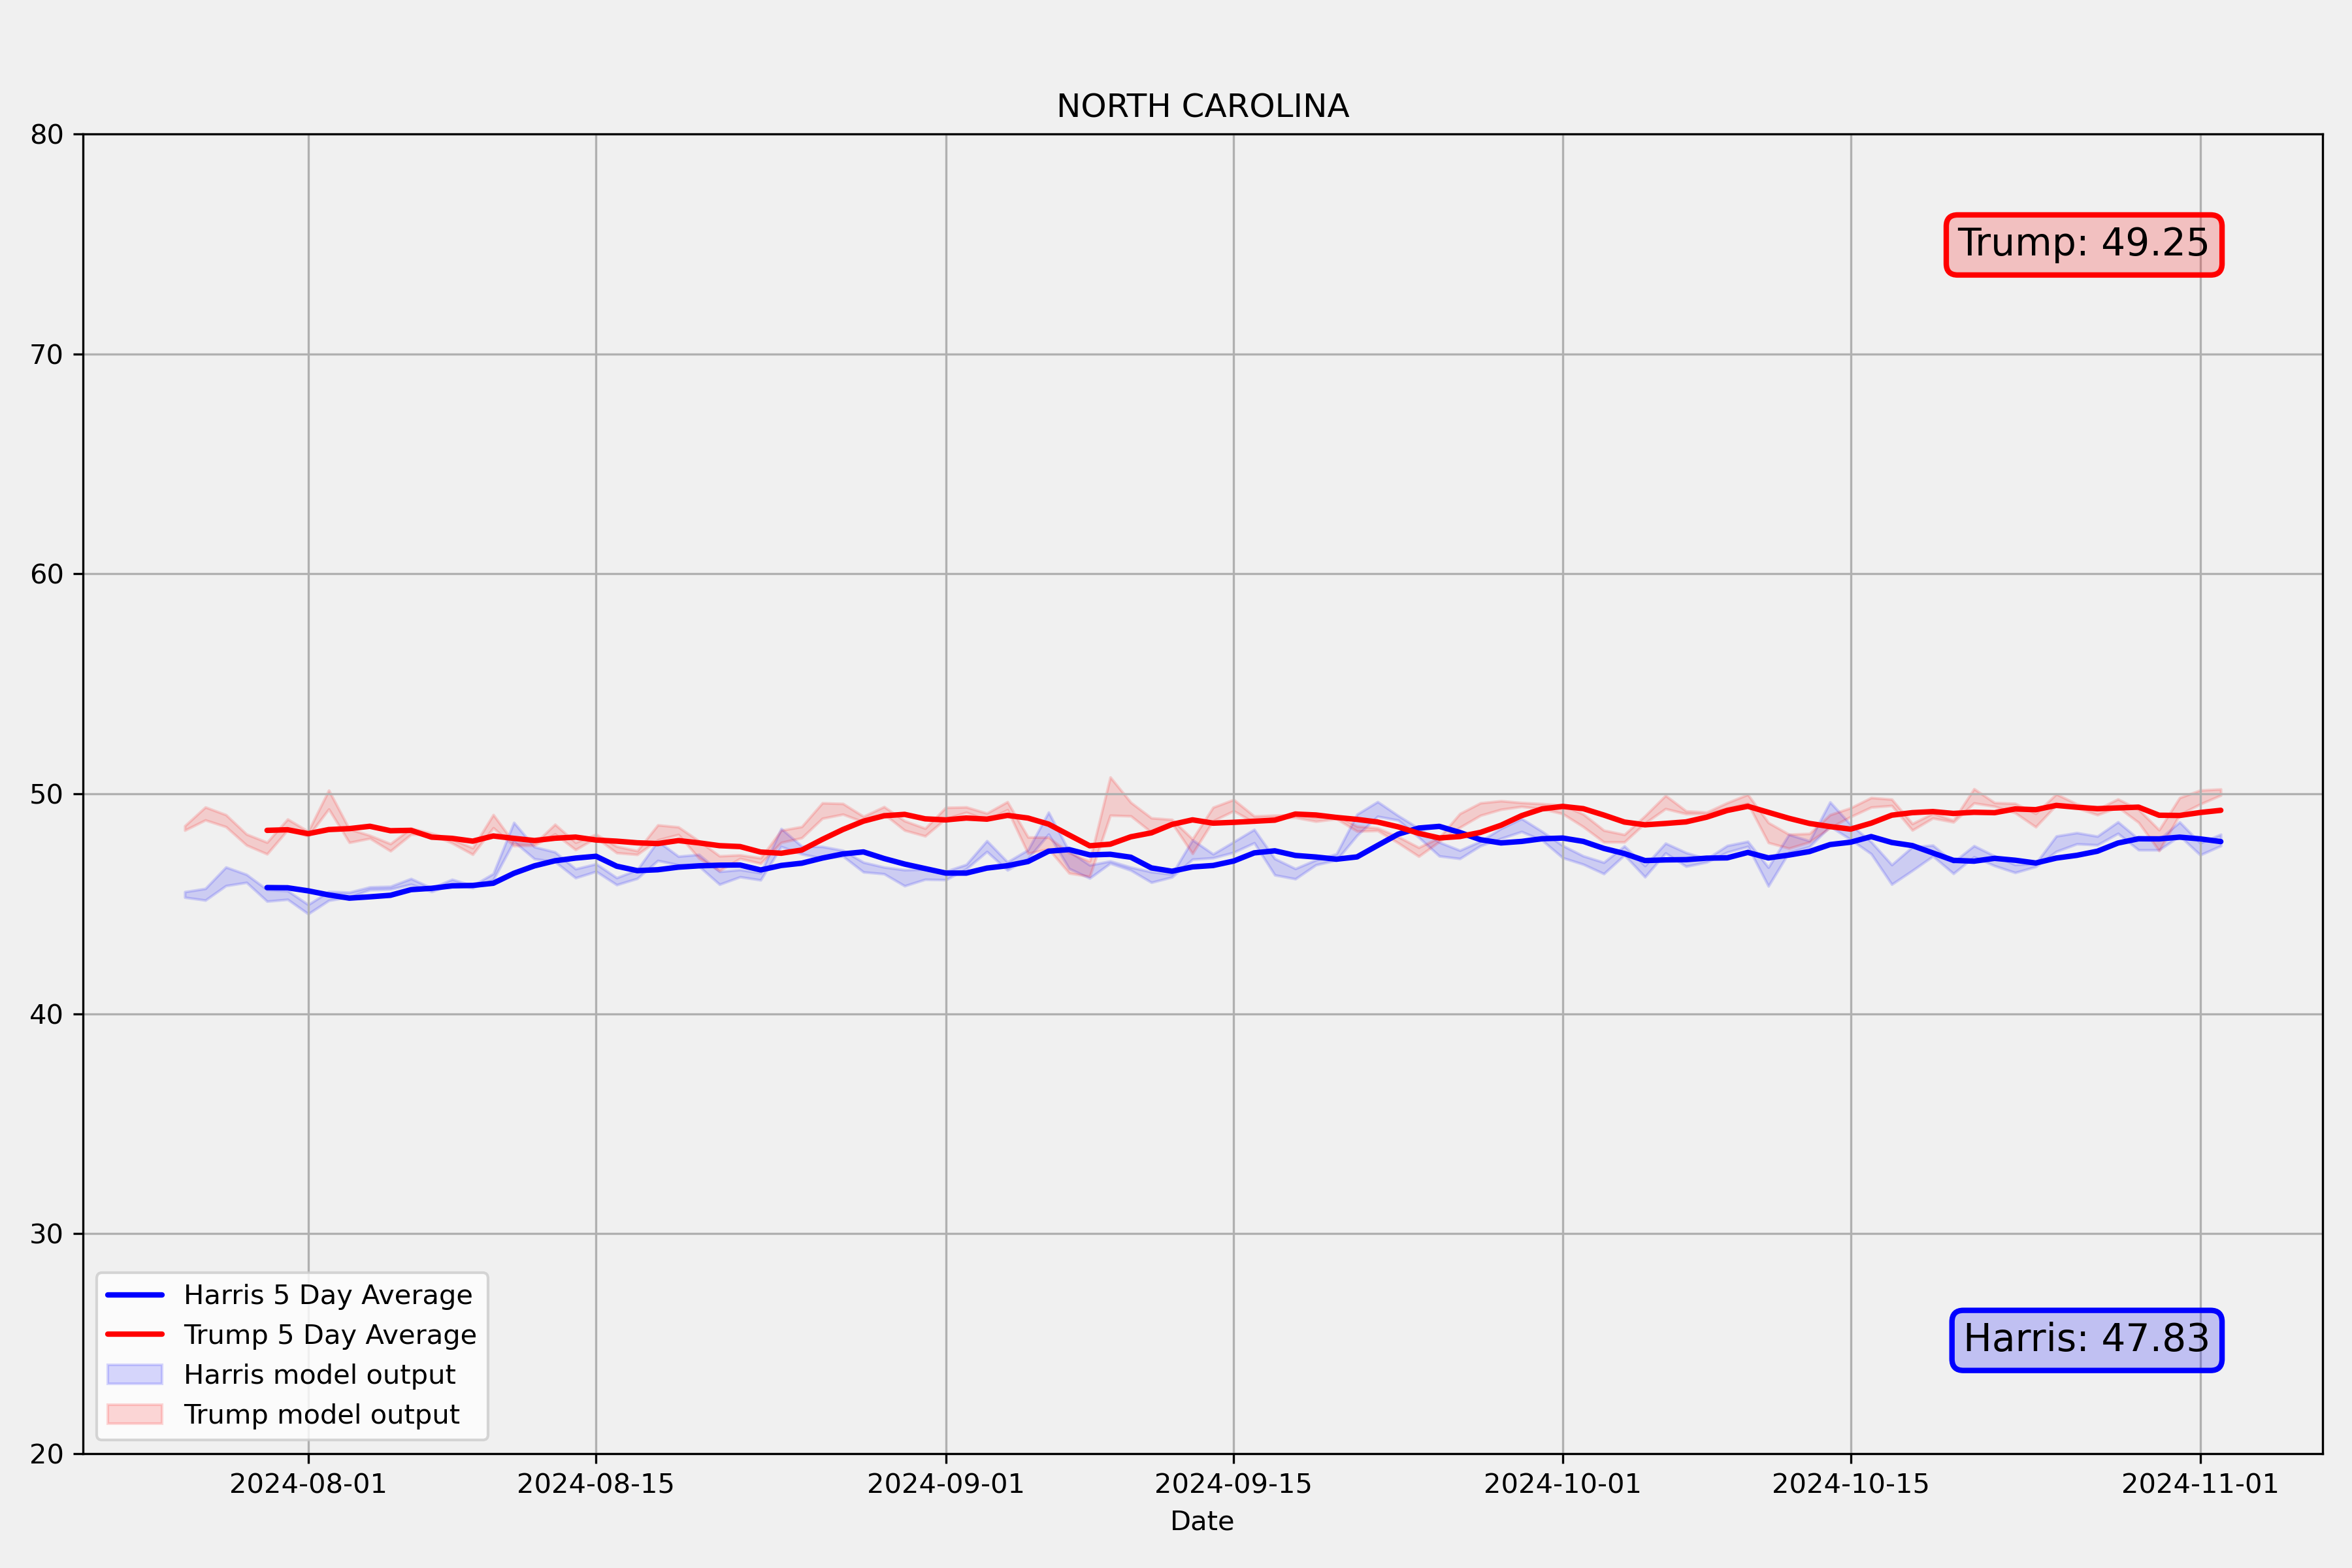 NORTH CAROLINA
80
70
60
50
40
30
20
Trump: 49.25
Harris: 47.83
Harris 5 Day Average
Trump 5 Day Average
Harris model output
Trump model output
2024-08-01
2024-08-15
2024-09-01
2024-09-15
2024-10-01
2024-10-15
2024-11-01
Date